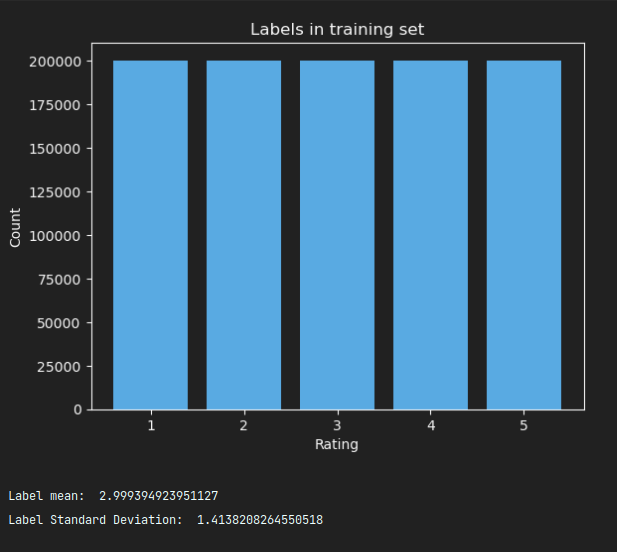 Labels in training set
200000
175000
150000
125000
100000
75000
50000
25000
0
Count
1 2 3 4 5
Rating
Label mean:  2.999394923951127
Label Standard Deviation:  1.4138208264550518